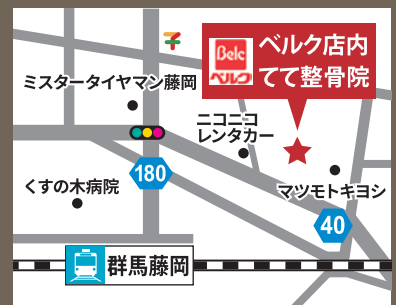 7
Belc
ベルク
ベルク店内
てて整骨院
ミスタータイヤマン藤岡
ニコニコ
レンタカー
180
くすの木病院
マツモトキヨシ
40
群馬藤岡